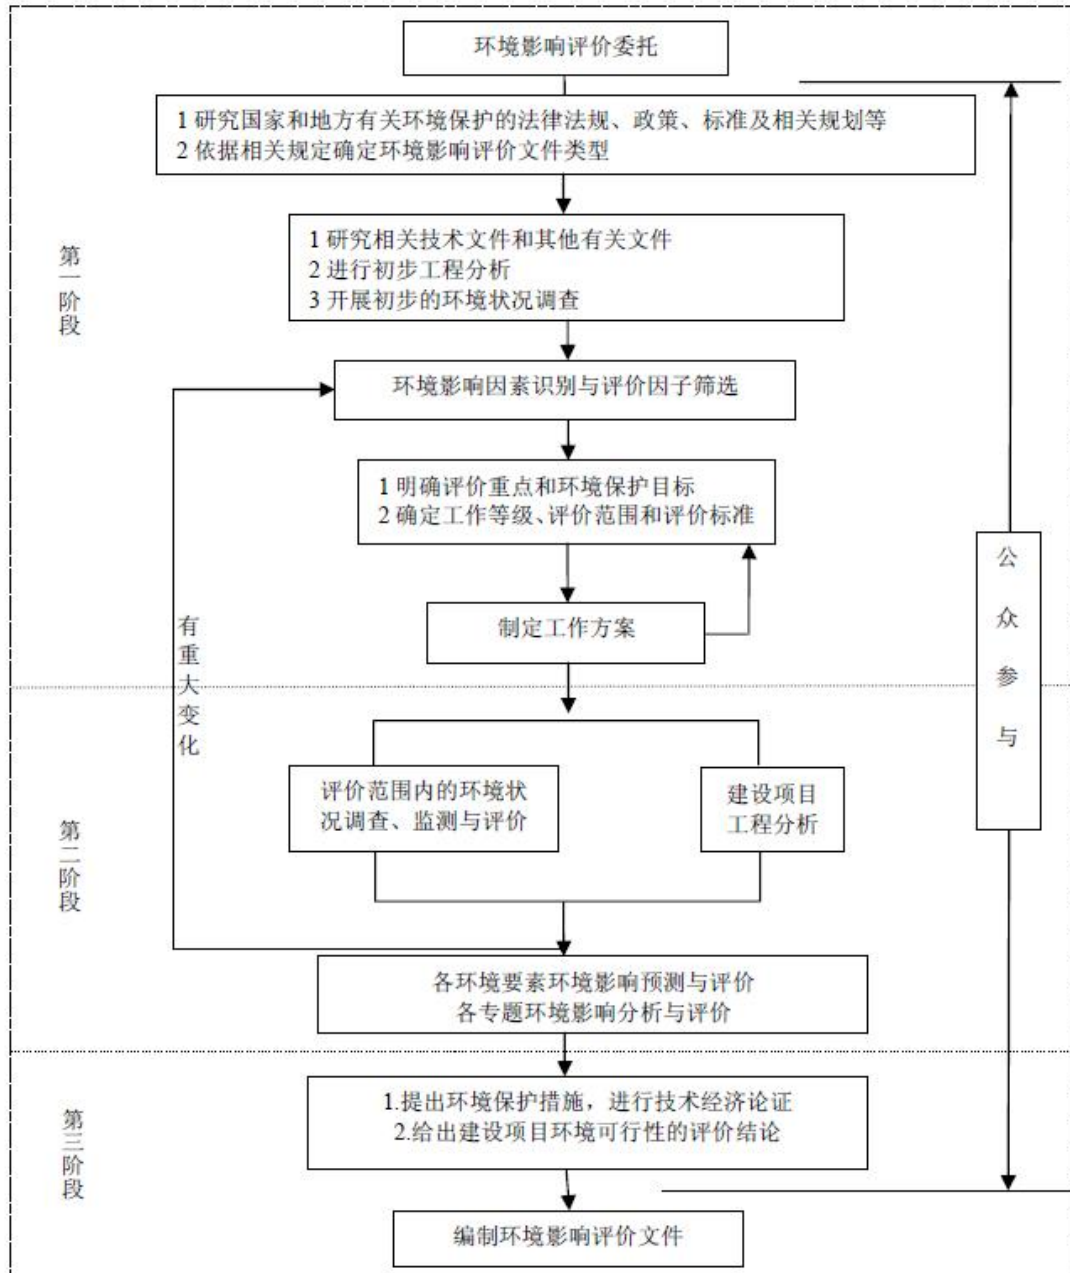 环境影响评价委托
1 研究国家和地方有关环境保护的法律法规、政策、标准及相关规划等
2 依据相关规定确定环境影响评价文件类型
第一阶段
1 研究相关技术文件和其他有关文件
2 进行初步工程分析
3 开展初步的环境状况调查
环境影响因素识别与评价因子筛选
1 明确评价重点和环境保护目标
2 确定工作等级、评价范围和评价标准
公众参与
制定工作方案
有重大变化
第二阶段
评价范围内的环境状
况调查、监测与评价
建设项目
工程分析
各环境要素环境影响预测与评价
各专题环境影响分析与评价
第三阶段
1.提出环境保护措施，进行技术经济论证
2.给出建设项目环境可行性的评价结论
编制环境影响评价文件